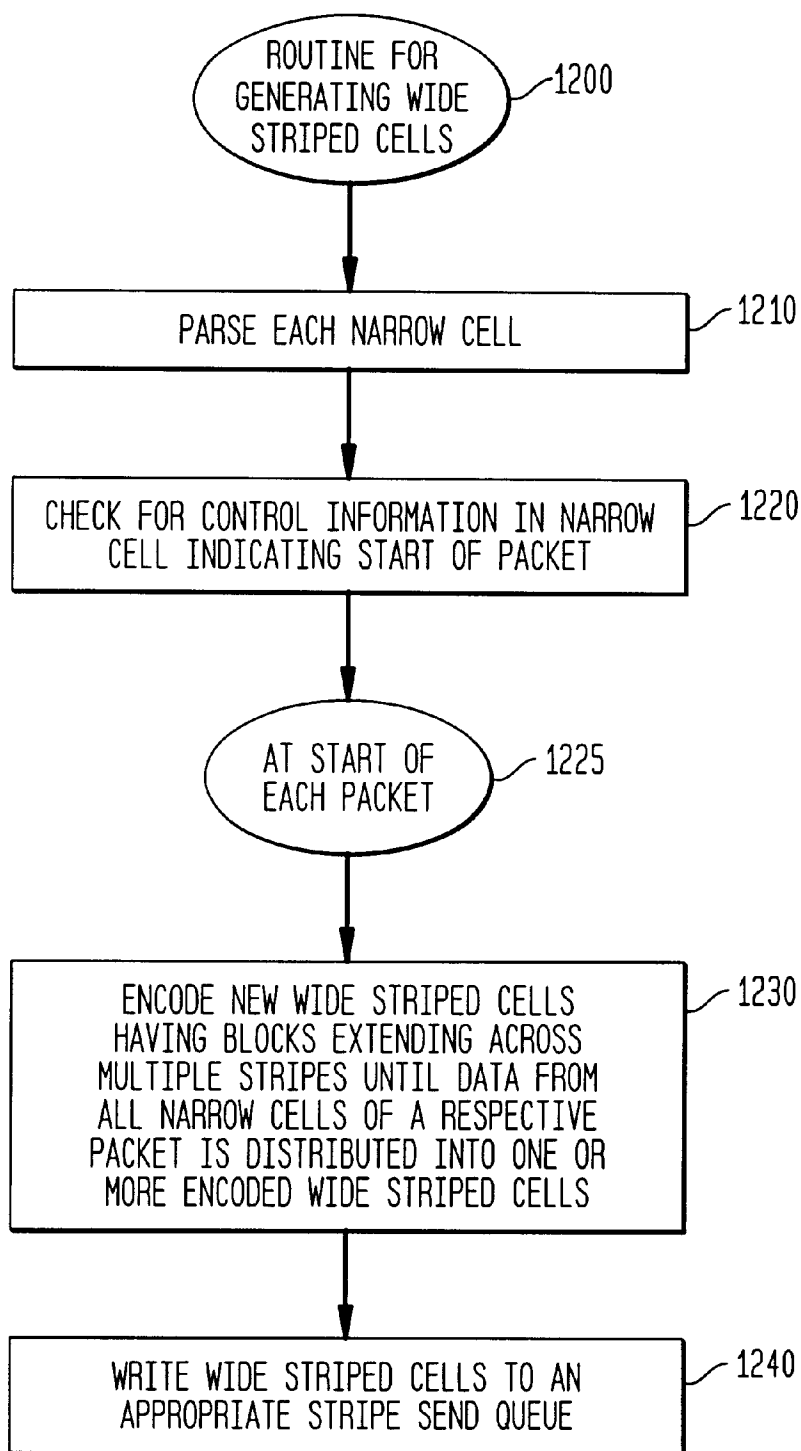 ROUTINE FOR
GENERATING WIDE
STRIPED CELLS
1200
PARSE EACH NARROW CELL
1210
CHECK FOR CONTROL INFORMATION IN NARROW
CELL INDICATING START OF PACKET
1220
AT START OF
EACH PACKET
1225
ENCODE NEW WIDE STRIPED CELLS
HAVING BLOCKS EXTENDING ACROSS
MULTIPLE STRIPES UNTIL DATA FROM
ALL NARROW CELLS OF A RESPECTIVE
PACKET IS DISTRIBUTED INTO ONE OR
MORE ENCODED WIDE STRIPED CELLS
1230
WRITE WIDE STRIPED CELLS TO AN
APPROPRIATE STRIPE SEND QUEUE
1240